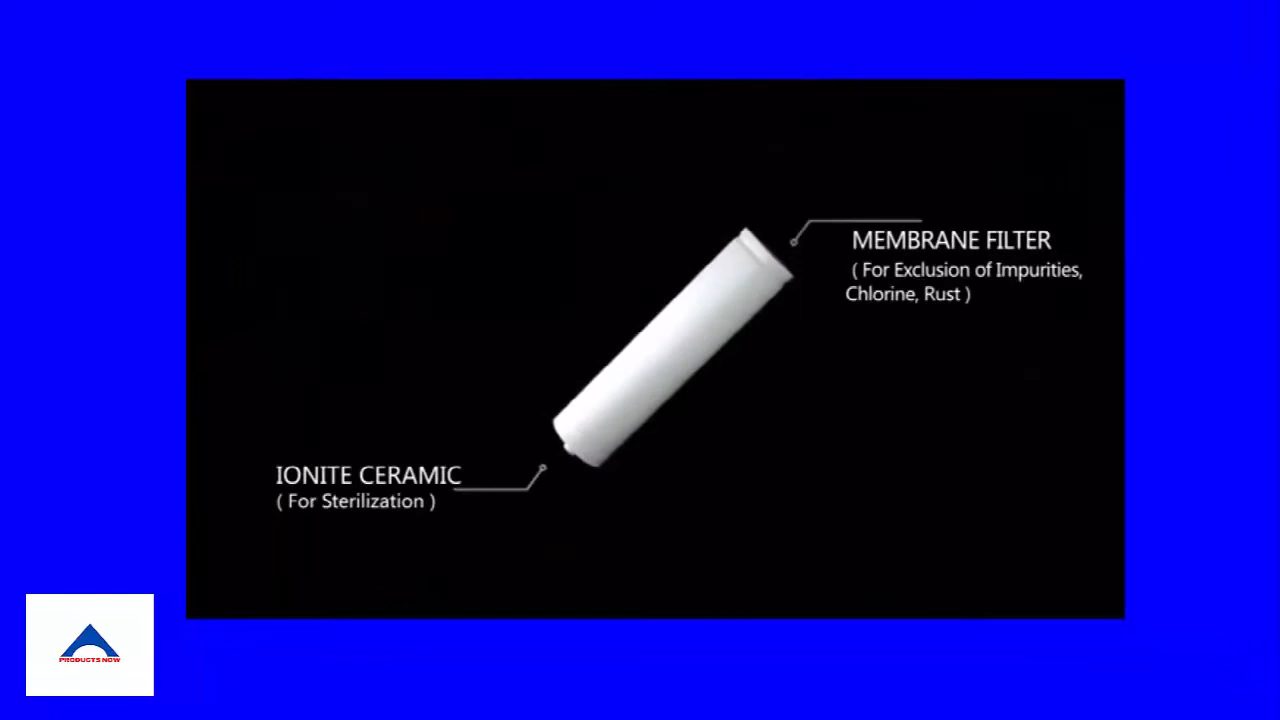 MEMBRANE FILTER
( For Exclusion of Impurities,
Chlorine, Rust )
IONITE CERAMIC
( For Sterilization )
PRODUCTS NOW